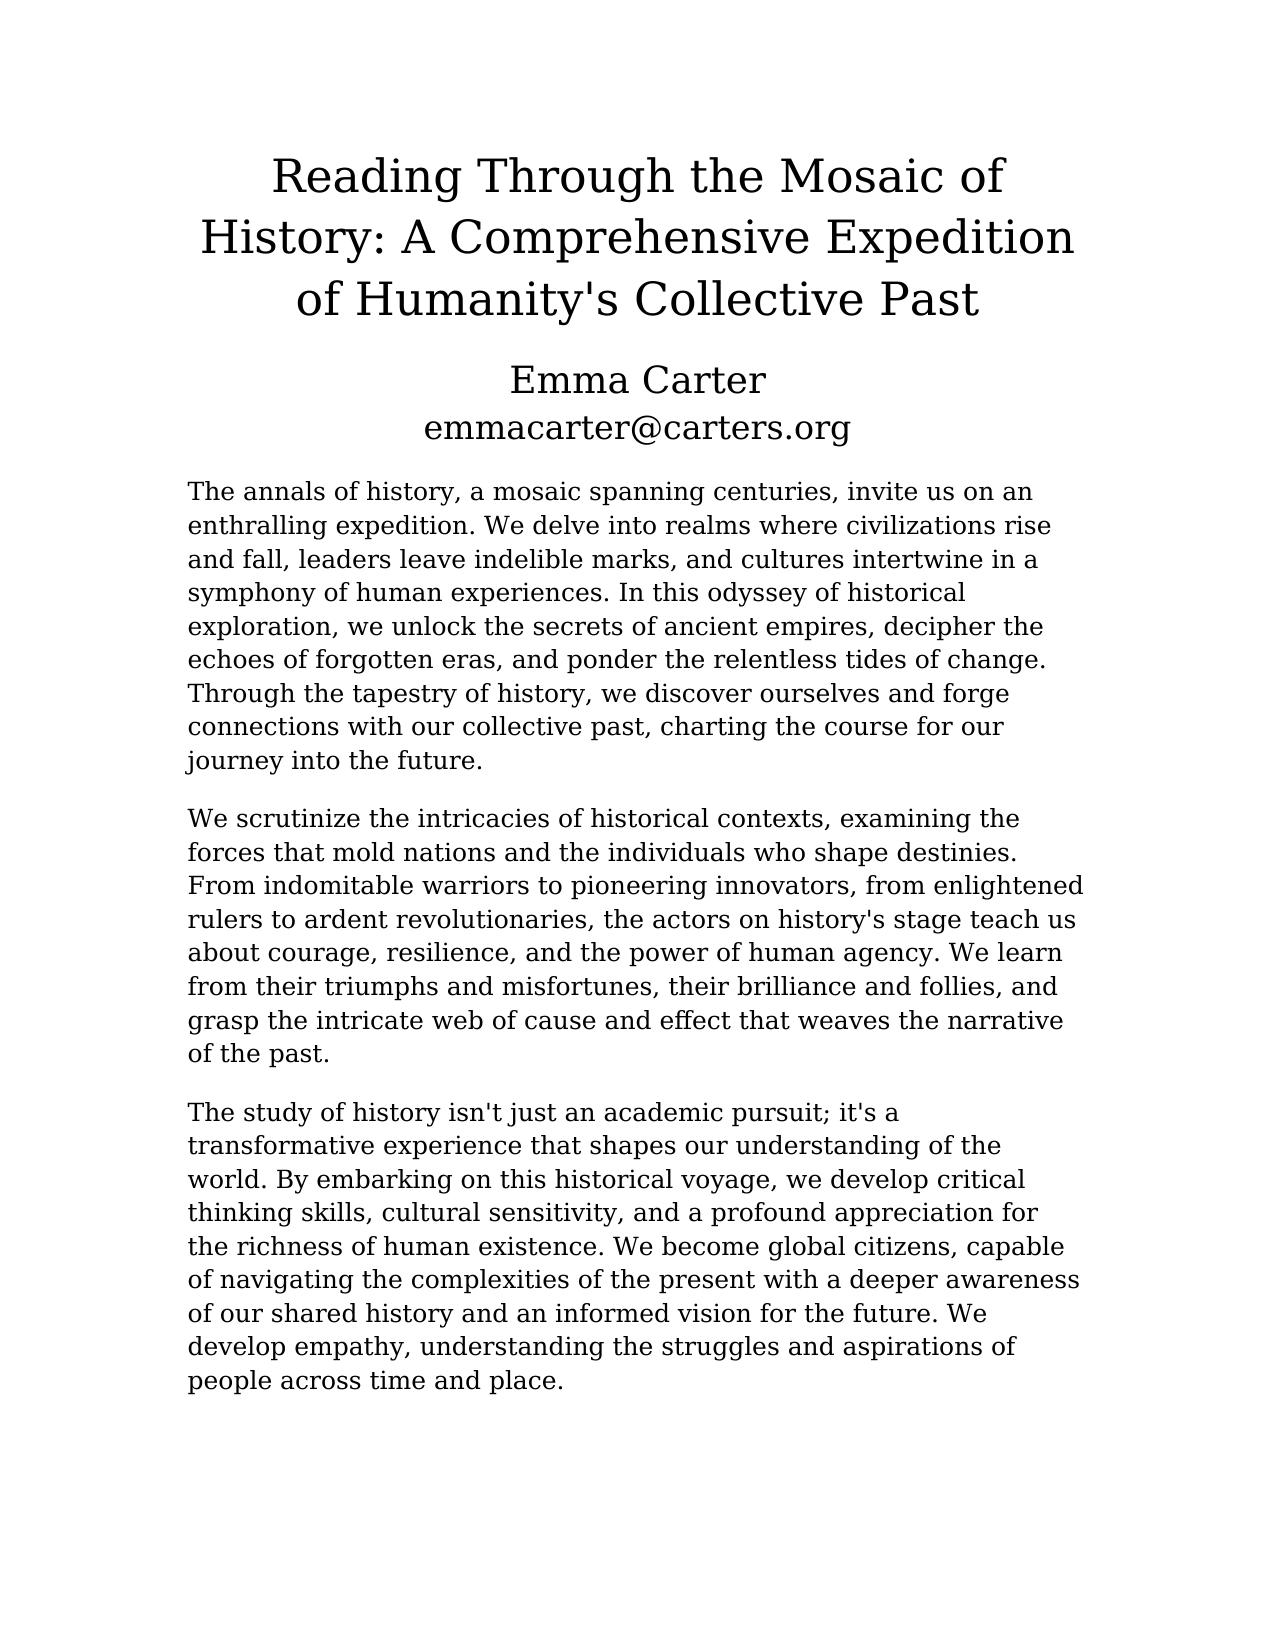 Reading Through the Mosaic of
History: A Comprehensive Expedition
of Humanity's Collective Past
Emma Carter
emmacarter@carters.org
The annals of history, a mosaic spanning centuries, invite us on an
enthralling expedition. We delve into realms where civilizations rise
and fall, leaders leave indelible marks, and cultures intertwine in a
symphony of human experiences. In this odyssey of historical
exploration, we unlock the secrets of ancient empires, decipher the
echoes of forgotten eras, and ponder the relentless tides of change.
Through the tapestry of history, we discover ourselves and forge
connections with our collective past, charting the course for our
journey into the future.
We scrutinize the intricacies of historical contexts, examining the
forces that mold nations and the individuals who shape destinies.
From indomitable warriors to pioneering innovators, from enlightened
rulers to ardent revolutionaries, the actors on history's stage teach us
about courage, resilience, and the power of human agency. We learn
from their triumphs and misfortunes, their brilliance and follies, and
grasp the intricate web of cause and effect that weaves the narrative
of the past.
The study of history isn't just an academic pursuit; it's a
transformative experience that shapes our understanding of the
world. By embarking on this historical voyage, we develop critical
thinking skills, cultural sensitivity, and a profound appreciation for
the richness of human existence. We become global citizens, capable
of navigating the complexities of the present with a deeper awareness
of our shared history and an informed vision for the future. We
develop empathy, understanding the struggles and aspirations of
people across time and place.